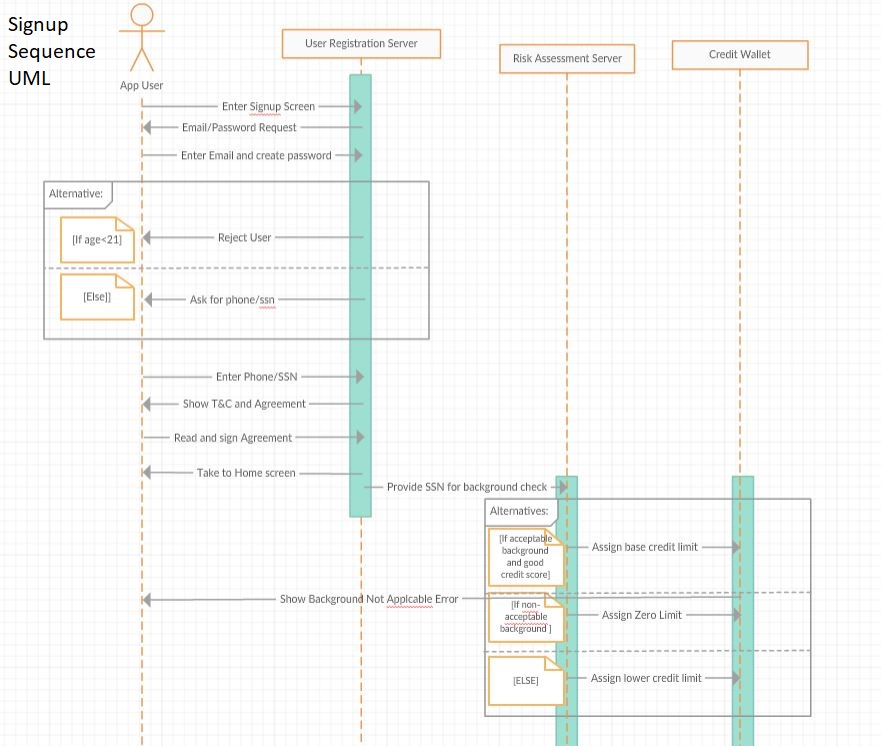 Signup
Sequence
UML
User Registration Server
Risk Assessment Server
Credit Wallet
App User
Enter Signup Screen
Email/Password Request
Enter Email and create password
Alternative:
[If age<21]
Reject User
[Else]]
Ask for phone/ssn
Enter Phone/SSN
Show T&C and Agreement
Read and sign Agreement
Take to Home screen
Provide SSN for background check
Alternatives:
[If acceptable
background
and good
credit score]
Assign base credit limit
Show Background Not Applcable Error
[If non-
acceptable
background ]
Assign Zero Limit
[ELSE]
Assign lower credit limit